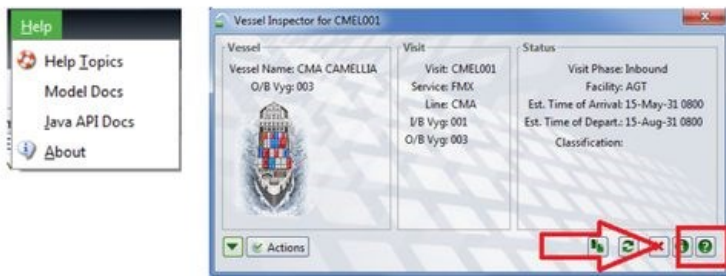 Help
Help Topics
Model Docs
Java API Docs
About
Vessel Inspector for CMEL001
Vessel
Vessel Name: CMA CAMELLIA
O/B Vyg: 003
Visit
Visit: CMEL001
Service: FMX
Line: CMA
I/B Vyg: 001
O/B Vyg: 003
Status
Visit Phase: Inbound
Facility: AGT
Est. Time of Arrival: 15-May-31 0800
Est. Time of Depart.: 15-Aug-31 0800
Classification:
Actions